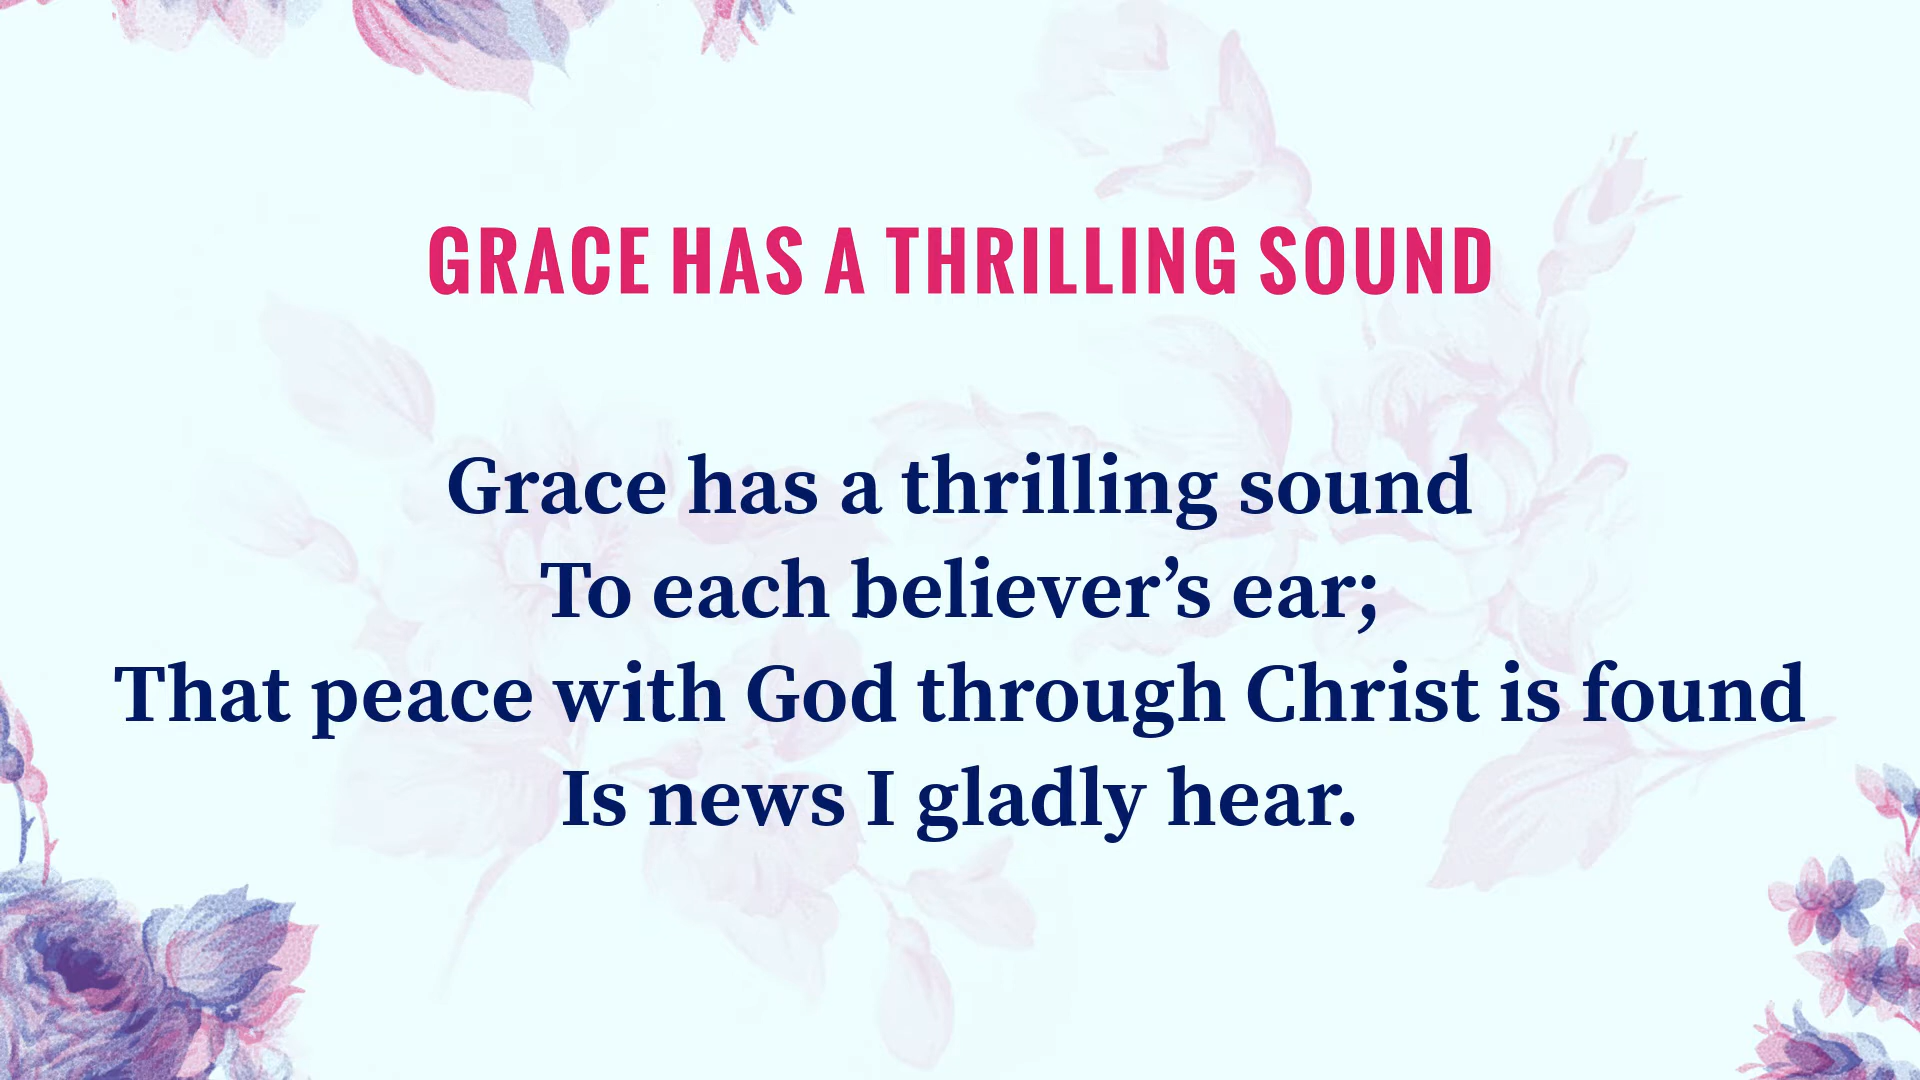 GRACE HAS A THRILLING SOUND
Grace has a thrilling sound
To each believer’s ear;
That peace with God through Christ is found
Is news I gladly hear.